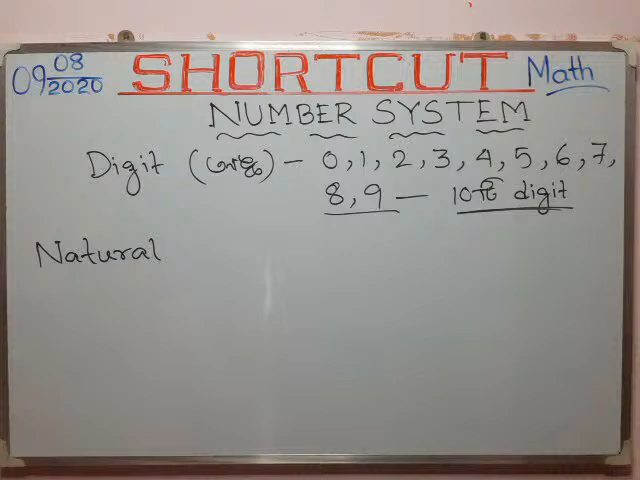 09 08/2020 SHORTCUT Math
NUMBER SYSTEM
Digit (অঙ্ক) – 0, 1, 2, 3, 4, 5, 6, 7,
8, 9 — 10টি digit
Natural